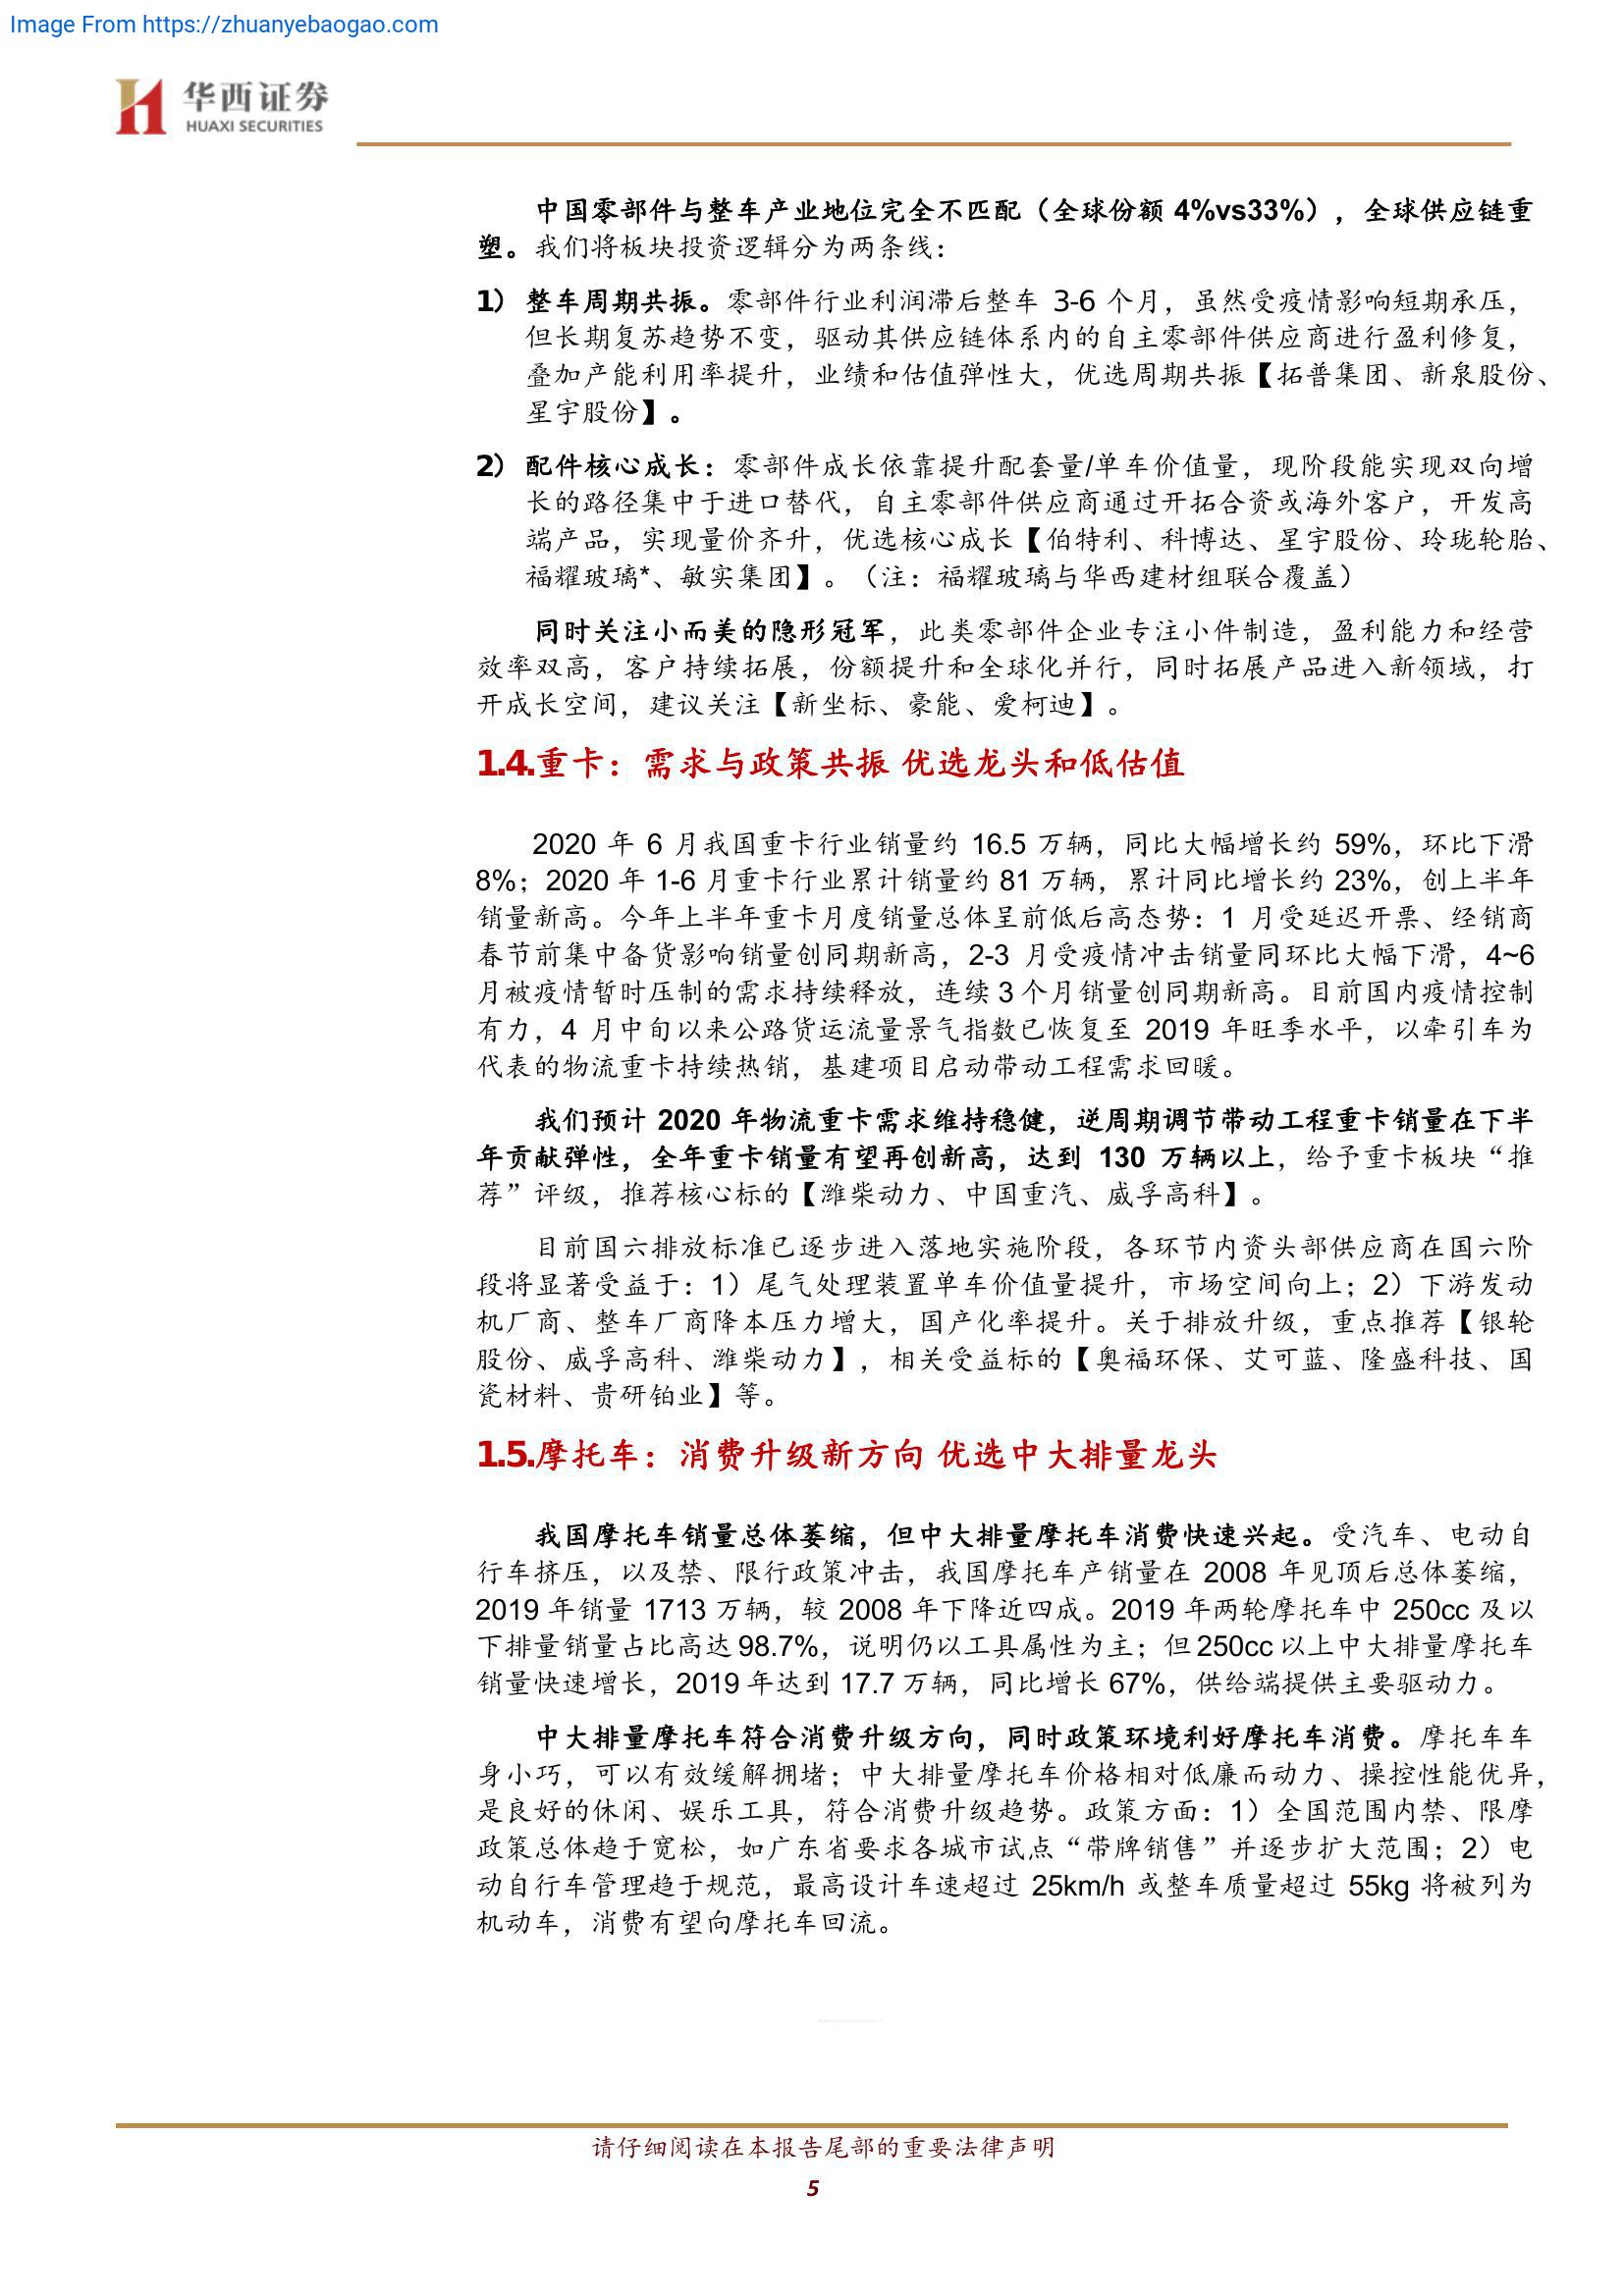 Image From https://zhuanyebaogao.com
华西证券
HUAXI SECURITIES
中国零部件与整车产业地位完全不匹配（全球份额 4%vs33%），全球供应链重
塑。我们将板块投资逻辑分为两条线：
1） 整车周期共振。零部件行业利润滞后整车 3-6 个月，虽然受疫情影响短期承压，
但长期复苏趋势不变，驱动其供应链体系内的自主零部件供应商进行盈利修复，
叠加产能利用率提升，业绩和估值弹性大，优选周期共振【拓普集团、新泉股份、
星宇股份】。
2） 配件核心成长：零部件成长依靠提升配套量/单车价值量，现阶段能实现双向增
长的路径集中于进口替代，自主零部件供应商通过开拓合资或海外客户，开发高
端产品，实现量价齐升，优选核心成长【伯特利、科博达、星宇股份、玲珑轮胎、
福耀玻璃*、敏实集团】。（注：福耀玻璃与华西建材组联合覆盖）
同时关注小而美的隐形冠军，此类零部件企业专注小件制造，盈利能力和经营
效率双高，客户持续拓展，份额提升和全球化并行，同时拓展产品进入新领域，打
开成长空间，建议关注【新坐标、豪能、爱柯迪】。
1.4.重卡：需求与政策共振 优选龙头和低估值
2020 年 6 月我国重卡行业销量约 16.5 万辆，同比大幅增长约 59%，环比下滑
8%；2020 年 1-6 月重卡行业累计销量约 81 万辆，累计同比增长约 23%，创上半年
销量新高。今年上半年重卡月度销量总体呈前低后高态势：1 月受延迟开票、经销商
春节前集中备货影响销量创同期新高，2-3 月受疫情冲击销量同环比大幅下滑，4~6
月被疫情暂时压制的需求持续释放，连续 3 个月销量创同期新高。目前国内疫情控制
有力，4 月中旬以来公路货运流量景气指数已恢复至 2019 年旺季水平，以牵引车为
代表的物流重卡持续热销，基建项目启动带动工程需求回暖。
我们预计 2020 年物流重卡需求维持稳健，逆周期调节带动工程重卡销量在下半
年贡献弹性，全年重卡销量有望再创新高，达到 130 万辆以上，给予重卡板块“推
荐”评级，推荐核心标的【潍柴动力、中国重汽、威孚高科】。
目前国六排放标准已逐步进入落地实施阶段，各环节内资头部供应商在国六阶
段将显著受益于：1）尾气处理装置单车价值量提升，市场空间向上；2）下游发动
机厂商、整车厂商降本压力增大，国产化率提升。关于排放升级，重点推荐【银轮
股份、威孚高科、潍柴动力】，相关受益标的【奥福环保、艾可蓝、隆盛科技、国
瓷材料、贵研铂业】等。
1.5.摩托车：消费升级新方向 优选中大排量龙头
我国摩托车销量总体萎缩，但中大排量摩托车消费快速兴起。受汽车、电动自
行车挤压，以及禁、限行政策冲击，我国摩托车产销量在 2008 年见顶后总体萎缩，
2019 年销量 1713 万辆，较 2008 年下降近四成。2019 年两轮摩托车中 250cc 及以
下排量销量占比高达 98.7%，说明仍以工具属性为主；但 250cc 以上中大排量摩托车
销量快速增长，2019 年达到 17.7 万辆，同比增长 67%，供给端提供主要驱动力。
中大排量摩托车符合消费升级方向，同时政策环境利好摩托车消费。摩托车车
身小巧，可以有效缓解拥堵；中大排量摩托车价格相对低廉而动力、操控性能优异，
是良好的休闲、娱乐工具，符合消费升级趋势。政策方面：1）全国范围内禁、限摩
政策总体趋于宽松，如广东省要求各城市试点“带牌销售”并逐步扩大范围；2）电
动自行车管理趋于规范，最高设计车速超过 25km/h 或整车质量超过 55kg 将被列为
机动车，消费有望向摩托车回流。
请仔细阅读在本报告尾部的重要法律声明
5